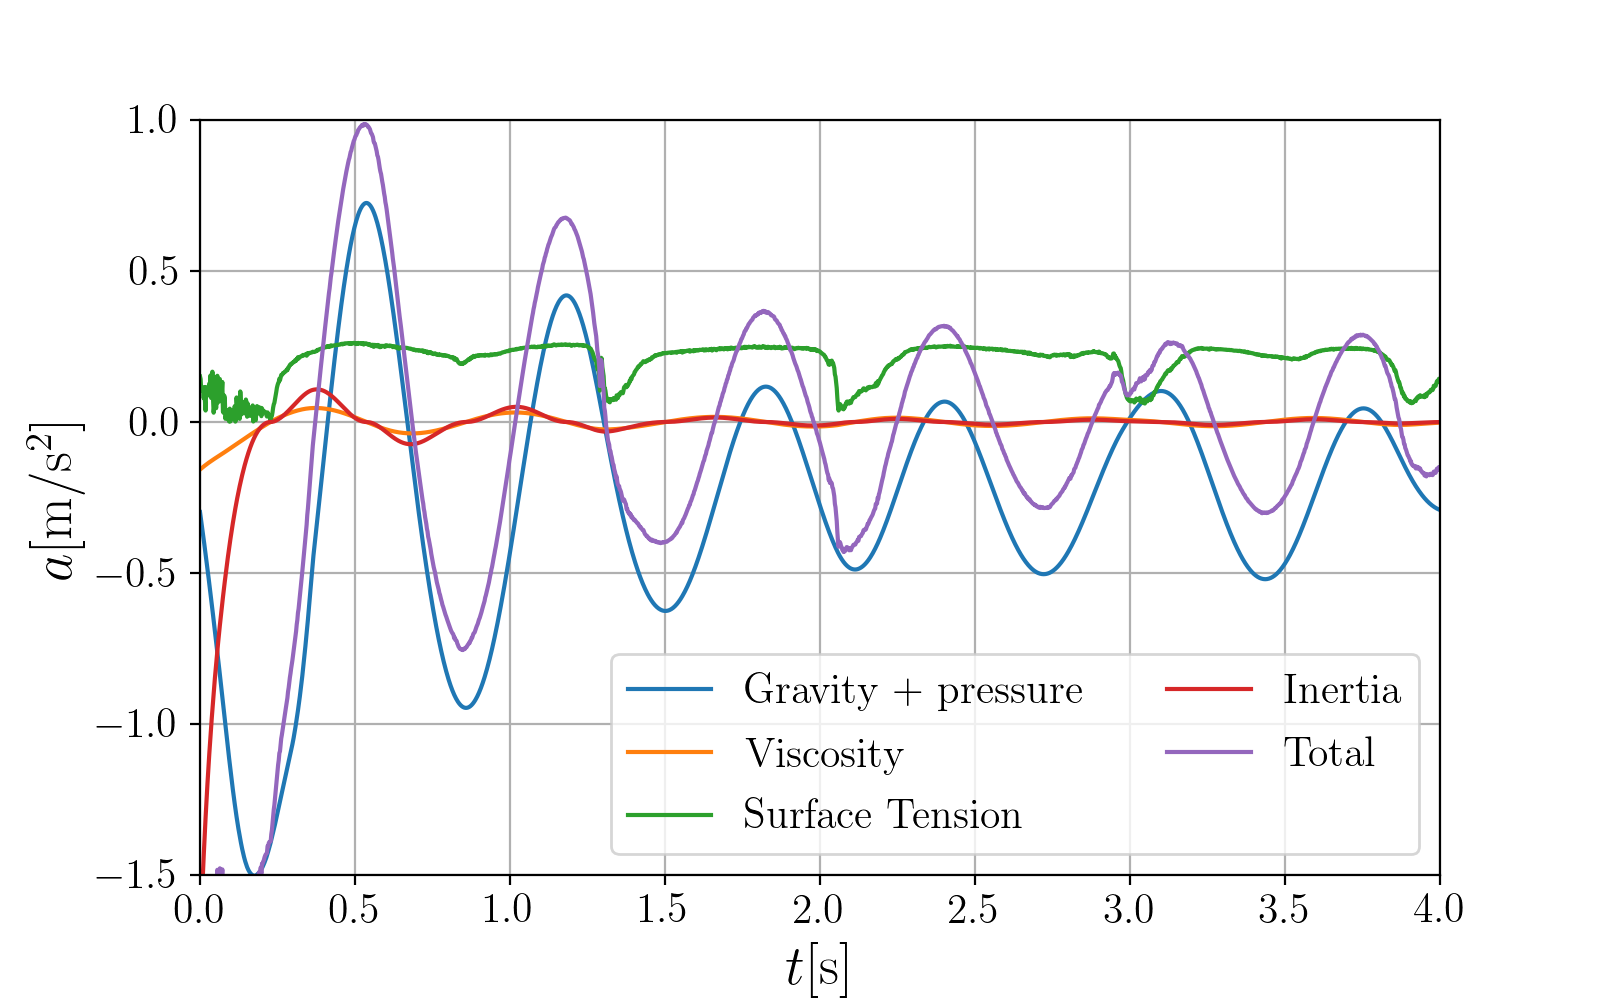 1.0
0.5
0.0
−0.5
−1.0
−1.5
a[m/s²]
0.0 0.5 1.0 1.5 2.0 2.5 3.0 3.5 4.0
t[s]
Gravity + pressure
Viscosity
Surface Tension
Inertia
Total